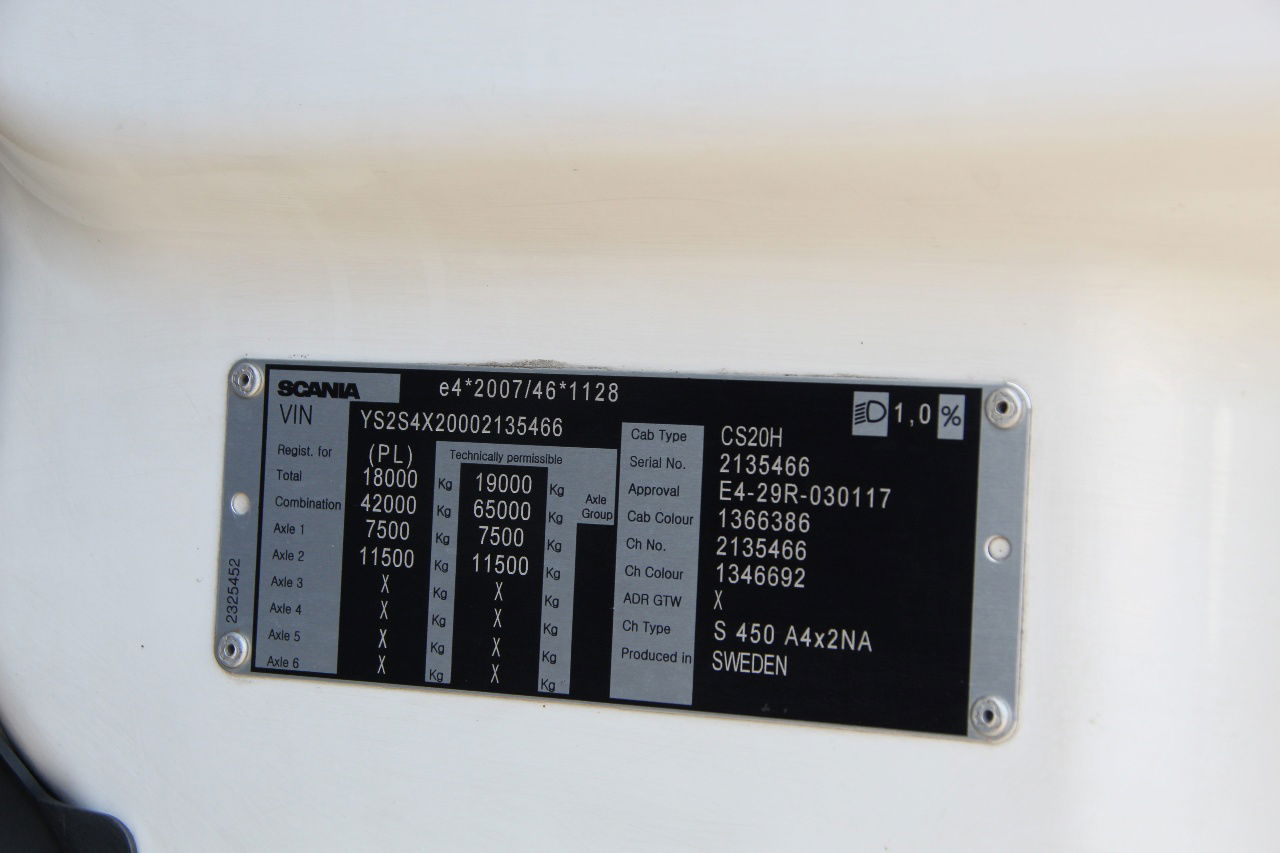 SCANIA e4*2007/46*1128
VIN YS2S4X20002135466
1,0 %
Regist. for (PL) Technically permissible
Total 18000 Kg 19000 Kg
Combination 42000 Kg 65000 Kg Axle Group
Axle 1 7500 Kg 7500 Kg
Axle 2 11500 Kg 11500 Kg
Axle 3 X Kg X Kg
Axle 4 X Kg X Kg
Axle 5 X Kg X Kg
Axle 6 X Kg X Kg
Cab Type CS20H
Serial No. 2135466
Approval E4-29R-030117
Cab Colour 1366386
Ch No. 2135466
Ch Colour 1346692
ADR GTW X
Ch Type S 450 A4x2NA
Produced in SWEDEN
2325452